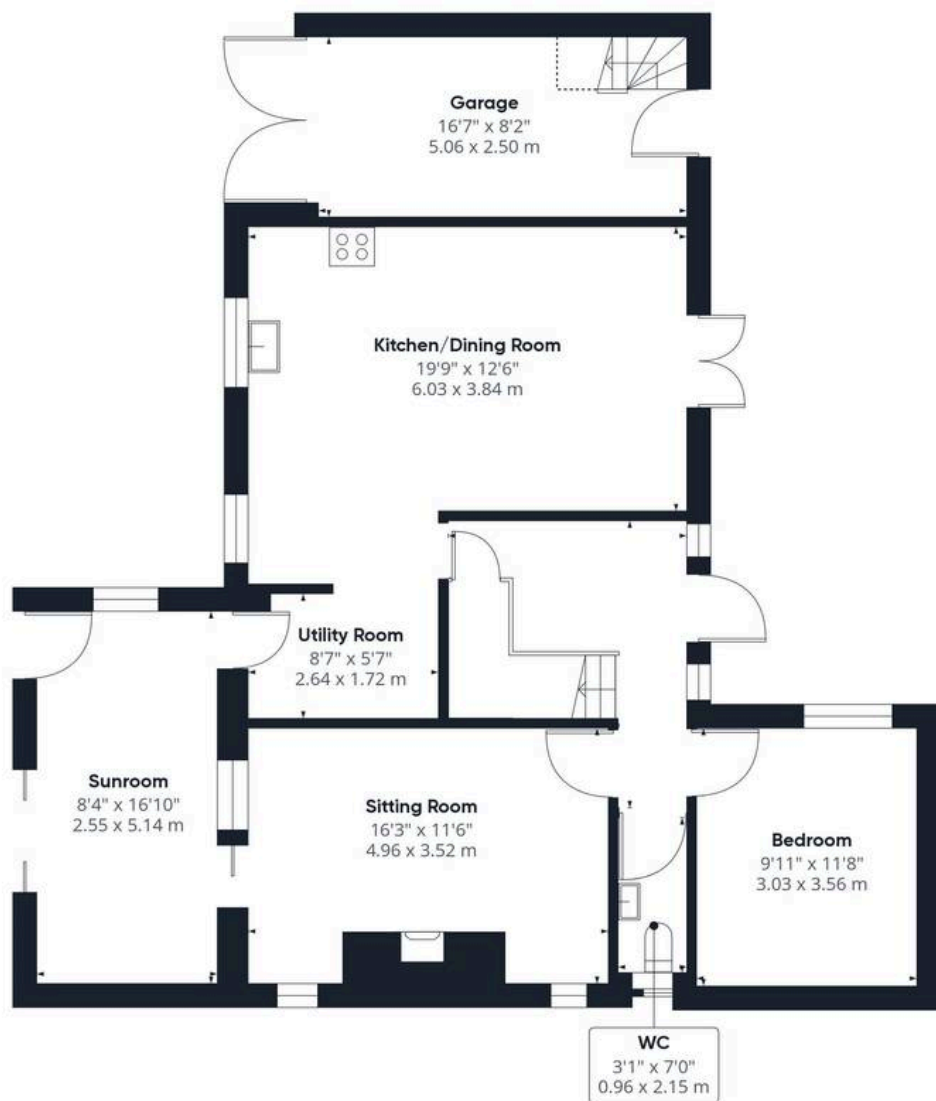 Garage
16'7" x 8'2"
5.06 x 2.50 m
Kitchen/Dining Room
19'9" x 12'6"
6.03 x 3.84 m
Utility Room
8'7" x 5'7"
2.64 x 1.72 m
Sunroom
8'4" x 16'10"
2.55 x 5.14 m
Sitting Room
16'3" x 11'6"
4.96 x 3.52 m
Bedroom
9'11" x 11'8"
3.03 x 3.56 m
WC
3'1" x 7'0"
0.96 x 2.15 m